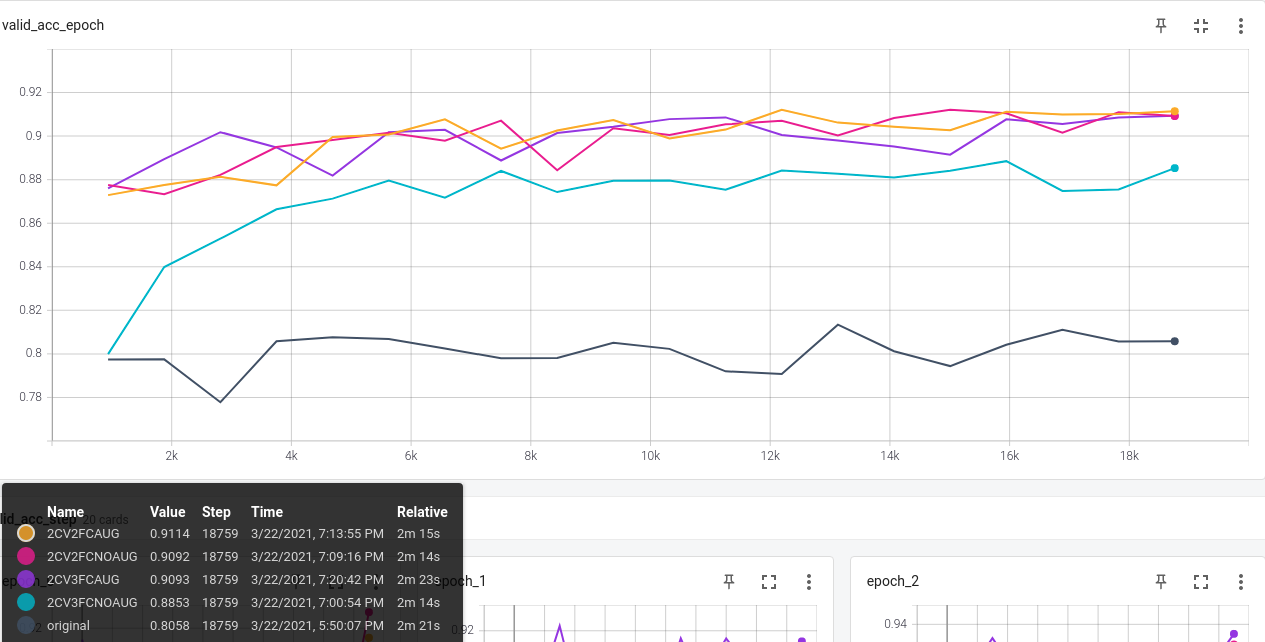 valid_acc_epoch
0.92
0.9
0.88
0.86
0.84
0.82
0.8
0.78
2k 4k 6k 8k 10k 12k 14k 16k 18k
lid_acc_step 20 cards
Name Value Step Time Relative
2CV2FCAUG 0.9114 18759 3/22/2021, 7:13:55 PM 2m 15s
2CV2FCNOAUG 0.9092 18759 3/22/2021, 7:09:16 PM 2m 14s
2CV3FCAUG 0.9093 18759 3/22/2021, 7:20:42 PM 2m 23s
2CV3FCNOAUG 0.8853 18759 3/22/2021, 7:00:54 PM 2m 14s
original 0.8058 18759 3/22/2021, 5:50:07 PM 2m 21s
epoch_1
0.92
epoch_2
0.94